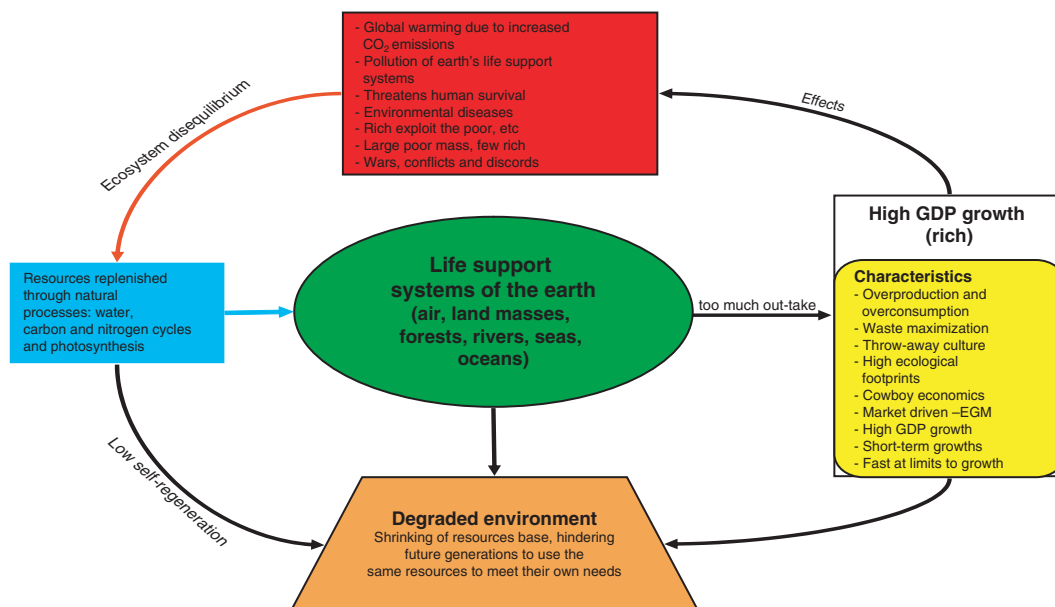 - Global warming due to increased
CO₂ emissions
- Pollution of earth's life support
systems
- Threatens human survival
- Environmental diseases
- Rich exploit the poor, etc
- Large poor mass, few rich
- Wars, conflicts and discords
Effects
Ecosystem disequilibrium
High GDP growth
(rich)
Characteristics
- Overproduction and
overconsumption
- Waste maximization
- Throw-away culture
- High ecological
footprints
- Cowboy economics
- Market driven –EGM
- High GDP growth
- Short-term growths
- Fast at limits to growth
Resources replenished
through natural
processes: water,
carbon and nitrogen cycles
and photosynthesis
Life support
systems of the earth
(air, land masses,
forests, rivers, seas,
oceans)
too much out-take
Low self-regeneration
Degraded environment
Shrinking of resources base, hindering
future generations to use the
same resources to meet their own needs